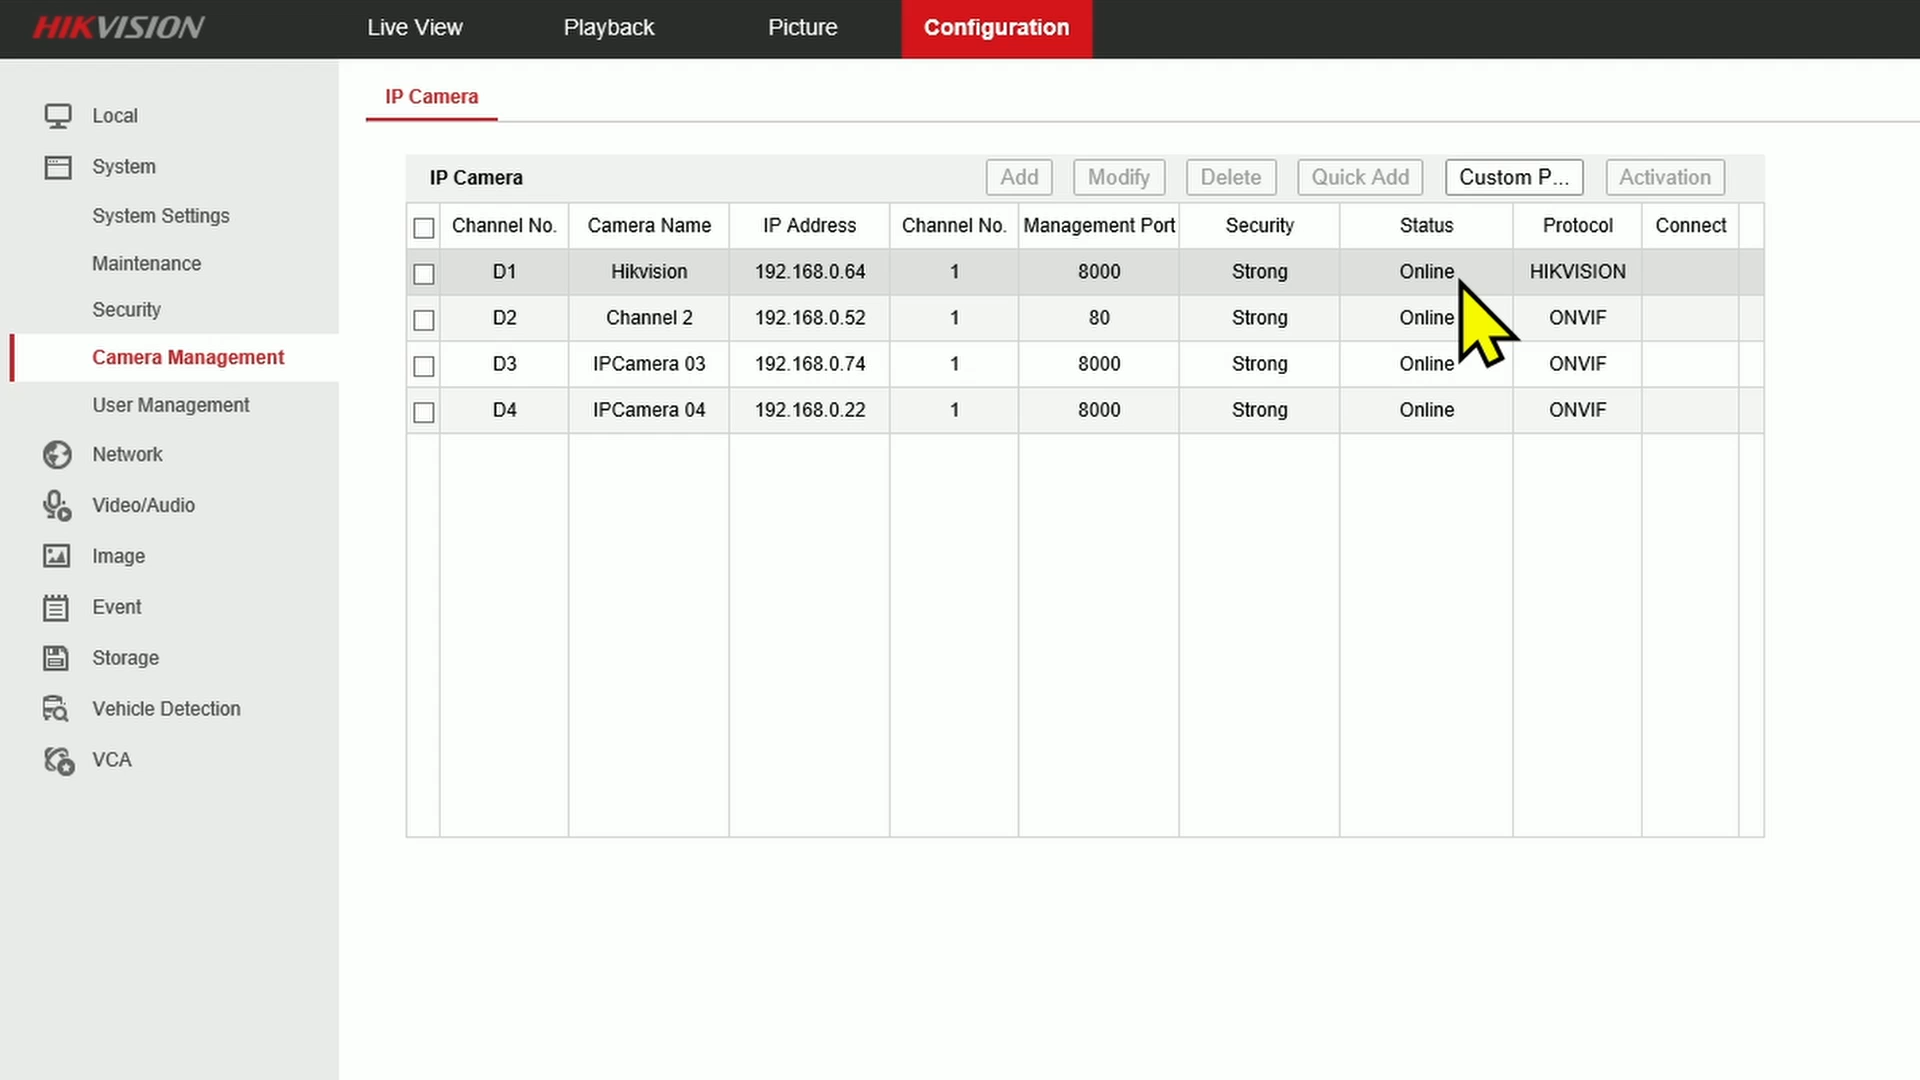 HIKVISION
Live View Playback Picture Configuration
Local
System
System Settings
Maintenance
Security
Camera Management
User Management
Network
Video/Audio
Image
Event
Storage
Vehicle Detection
VCA
IP Camera
IP Camera Add Modify Delete Quick Add Custom P... Activation
Channel No. Camera Name IP Address Channel No. Management Port Security Status Protocol Connect
D1 Hikvision 192.168.0.64 1 8000 Strong Online HIKVISION
D2 Channel 2 192.168.0.52 1 80 Strong Online ONVIF
D3 IPCamera 03 192.168.0.74 1 8000 Strong Online ONVIF
D4 IPCamera 04 192.168.0.22 1 8000 Strong Online ONVIF